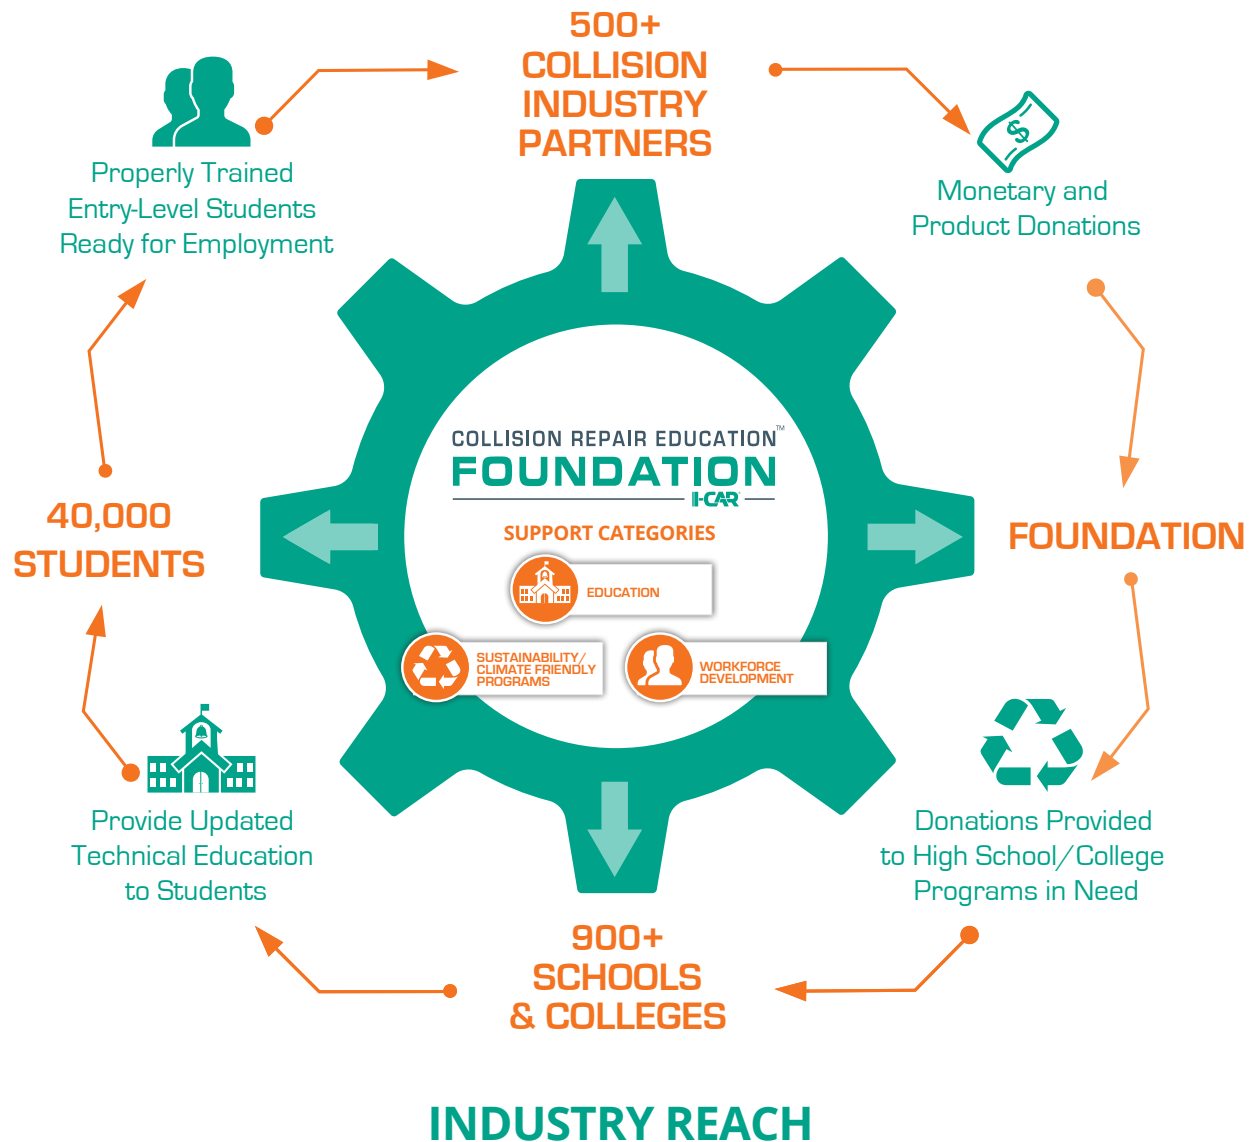 500+
COLLISION
INDUSTRY
PARTNERS
$
Monetary and
Product Donations
FOUNDATION
Donations Provided
to High School/College
Programs in Need
900+
SCHOOLS
& COLLEGES
Provide Updated
Technical Education
to Students
40,000
STUDENTS
Properly Trained
Entry-Level Students
Ready for Employment
COLLISION REPAIR EDUCATION™
FOUNDATION
I-CAR
SUPPORT CATEGORIES
EDUCATION
SUSTAINABILITY/
CLIMATE FRIENDLY
PROGRAMS
WORKFORCE
DEVELOPMENT
INDUSTRY REACH